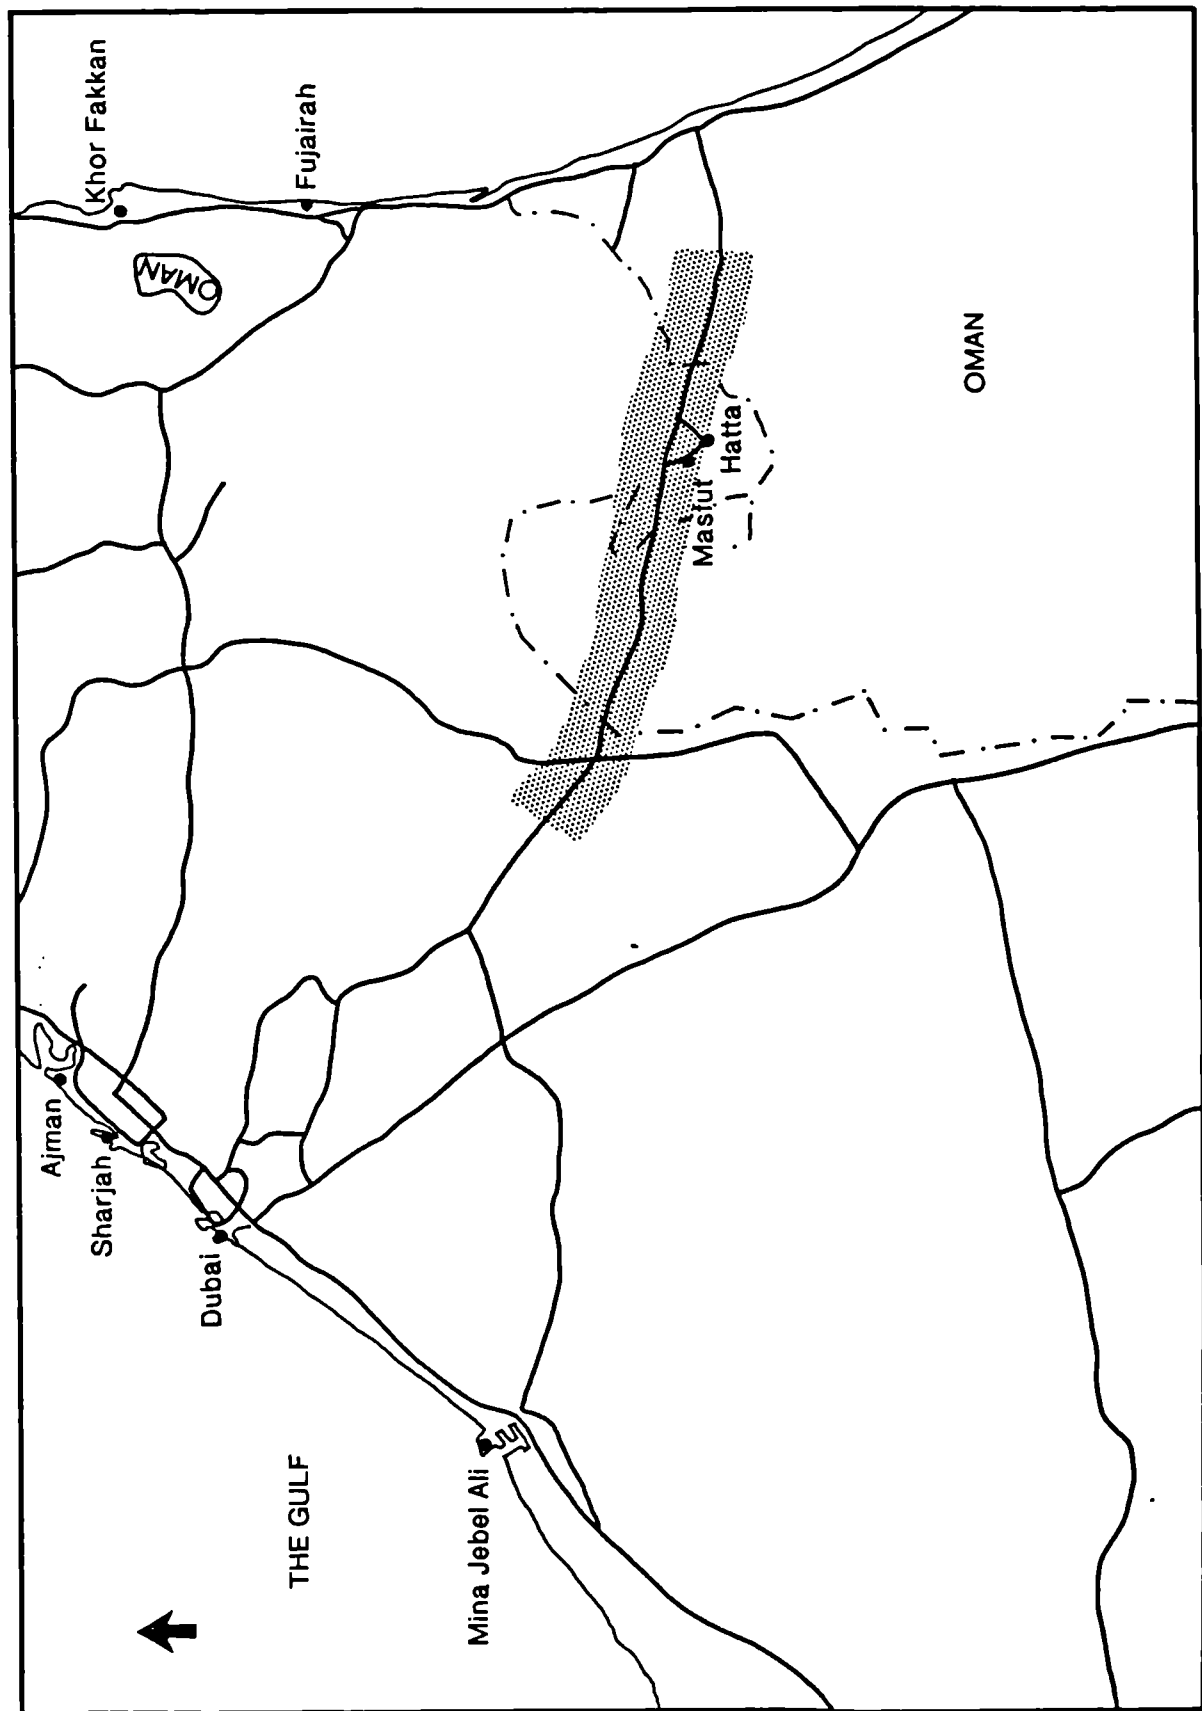 Khor Fakkan
OMAN
Fujairah
Ajman
Sharjah
Dubai
THE GULF
Mina Jebel Ali
Masfut
Hatta
OMAN